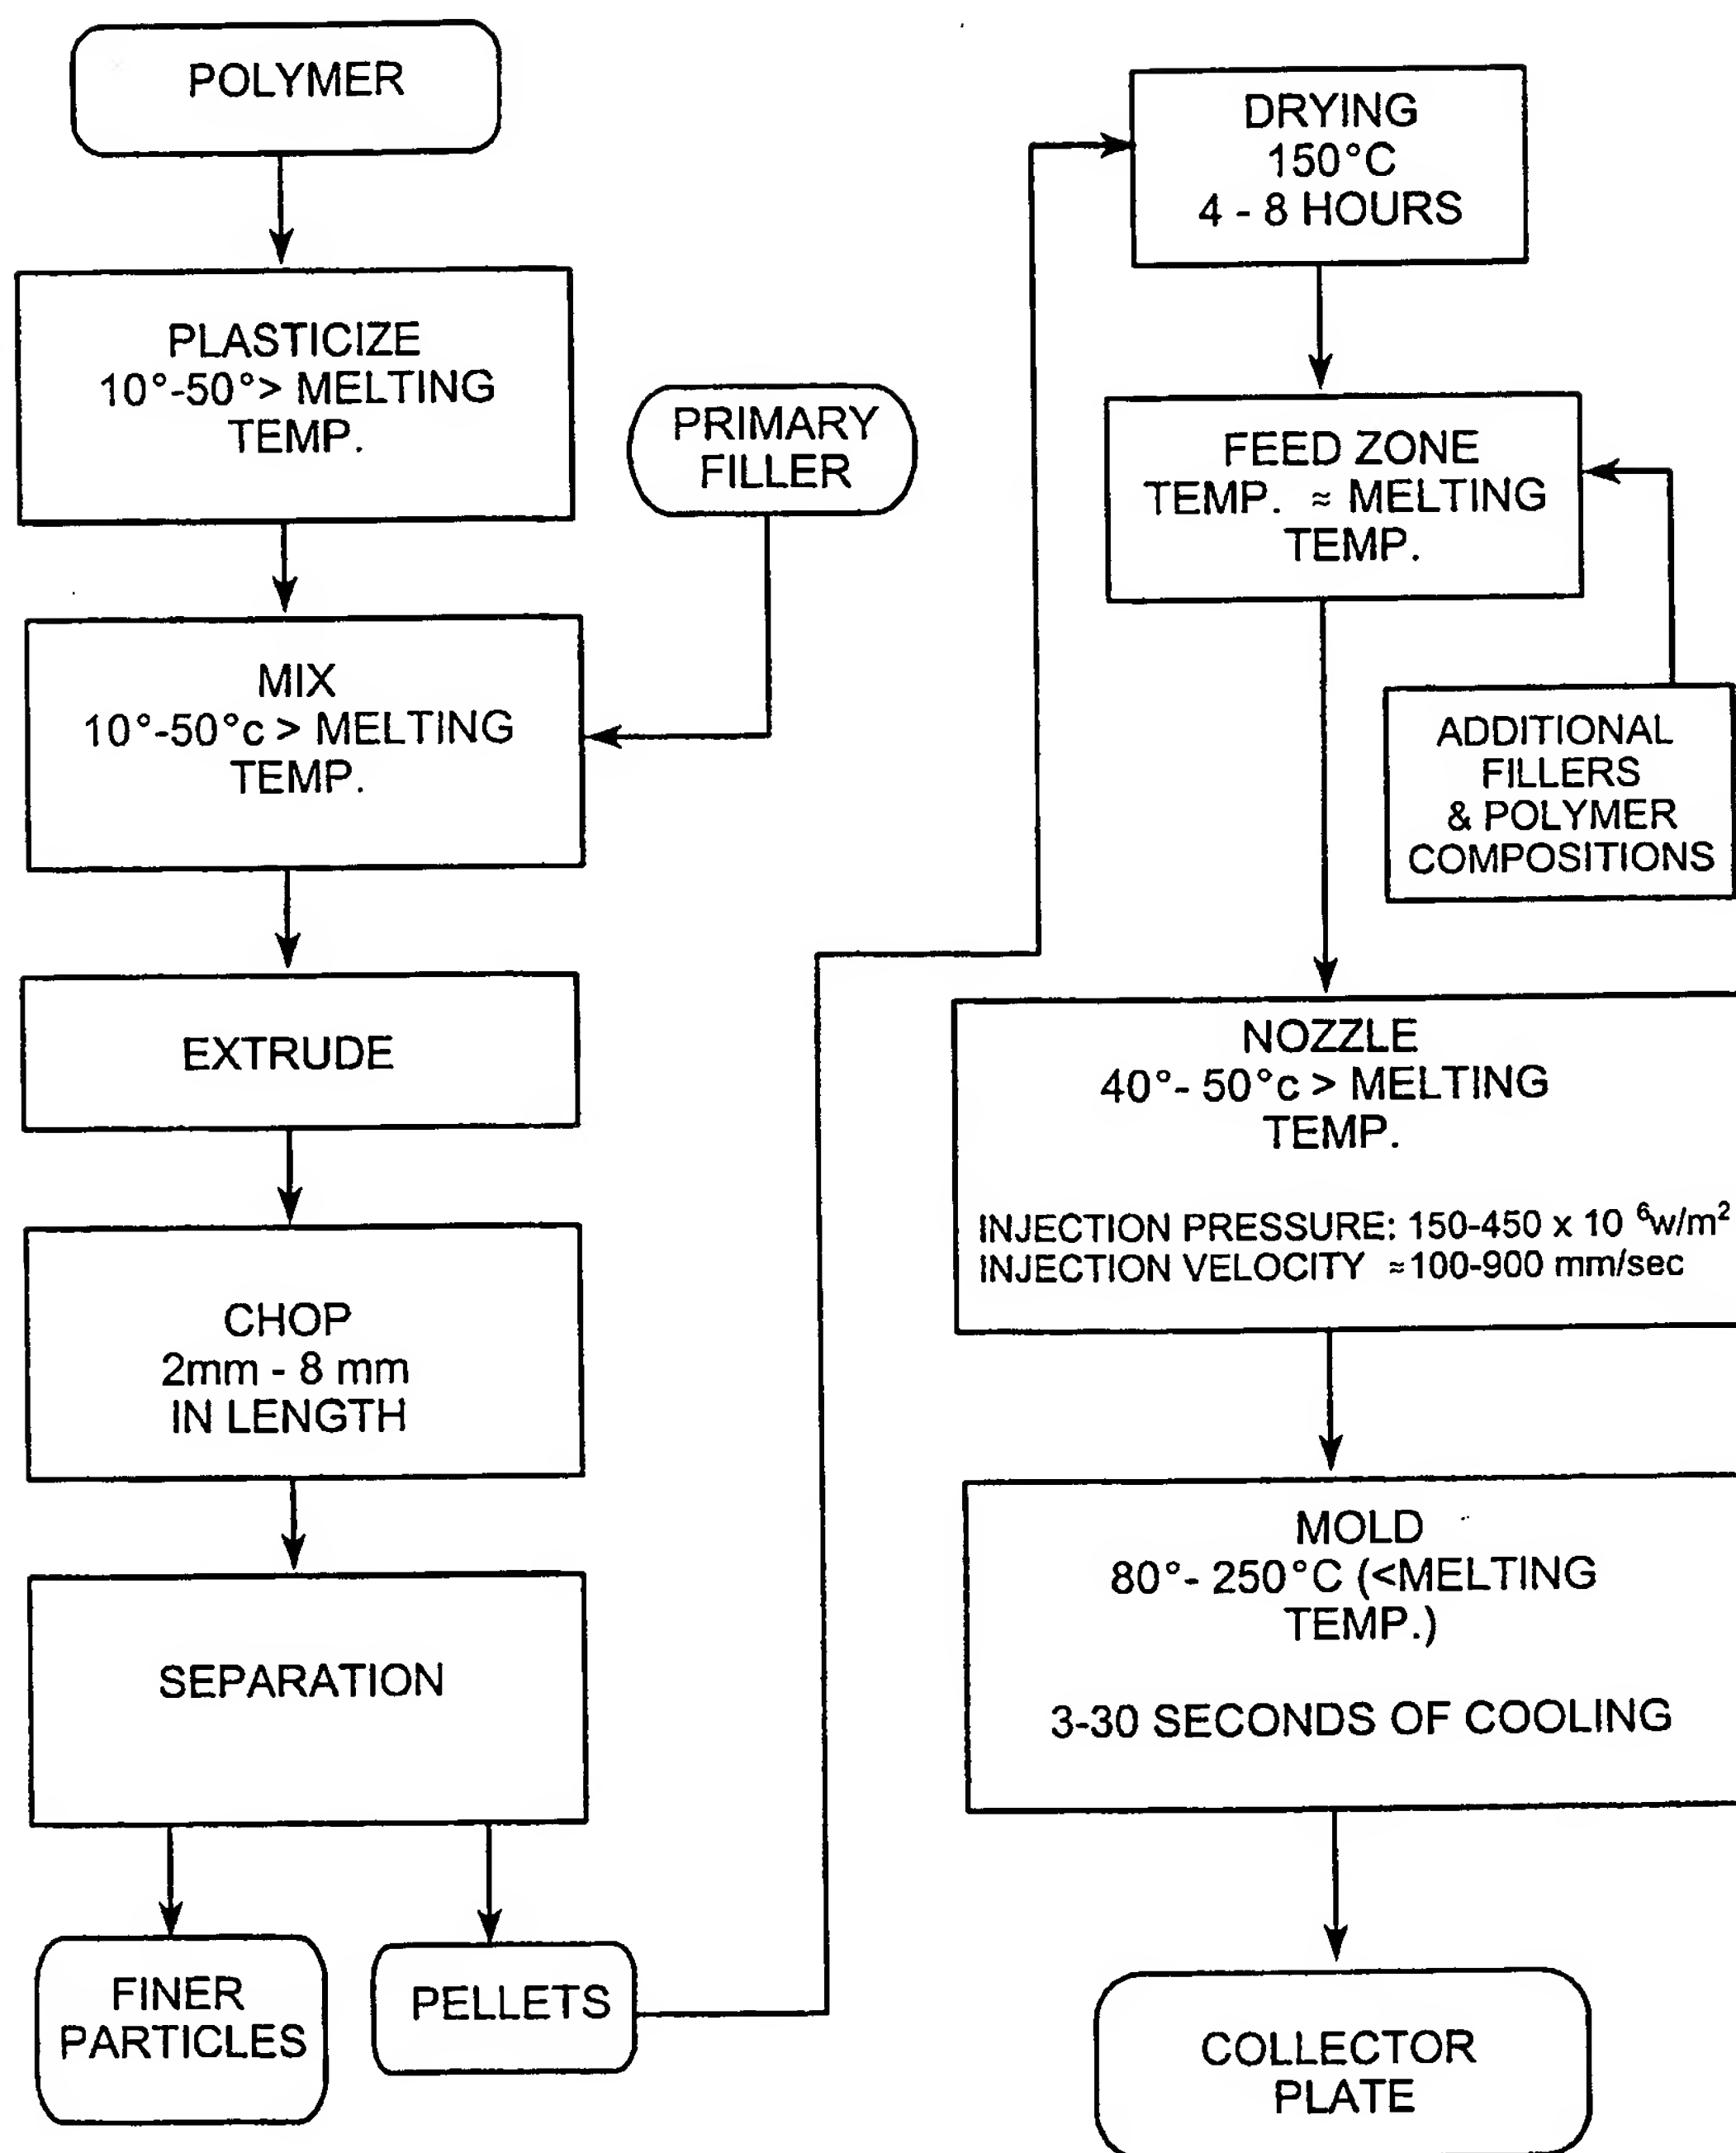 POLYMER
PLASTICIZE
10°-50°> MELTING
TEMP.
PRIMARY
FILLER
MIX
10°-50°c > MELTING
TEMP.
EXTRUDE
CHOP
2mm - 8 mm
IN LENGTH
SEPARATION
FINER
PARTICLES
PELLETS
DRYING
150°C
4 - 8 HOURS
FEED ZONE
TEMP. ≈ MELTING
TEMP.
ADDITIONAL
FILLERS
& POLYMER
COMPOSITIONS
NOZZLE
40°- 50°c > MELTING
TEMP.
INJECTION PRESSURE: 150-450 x 10 ⁶w/m²
INJECTION VELOCITY ≈100-900 mm/sec
MOLD
80°- 250°C (<MELTING
TEMP.)
3-30 SECONDS OF COOLING
COLLECTOR
PLATE